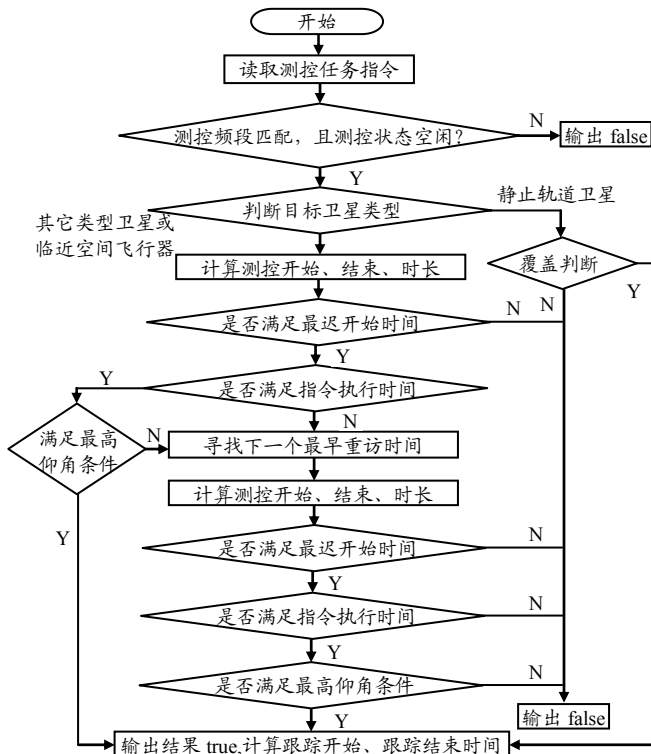 开始
读取测控任务指令
测控频段匹配，且测控状态空闲?
N
输出 false
Y
判断目标卫星类型
静止轨道卫星
其它类型卫星或
临近空间飞行器
计算测控开始、结束、时长
覆盖判断
N
Y
是否满足最迟开始时间
N
Y
是否满足指令执行时间
Y
N
满足最高
仰角条件
N
寻找下一个最早重访时间
计算测控开始、结束、时长
Y
是否满足最迟开始时间
N
Y
是否满足指令执行时间
N
Y
是否满足最高仰角条件
N
Y
输出 false
输出结果 true,计算跟踪开始、跟踪结束时间